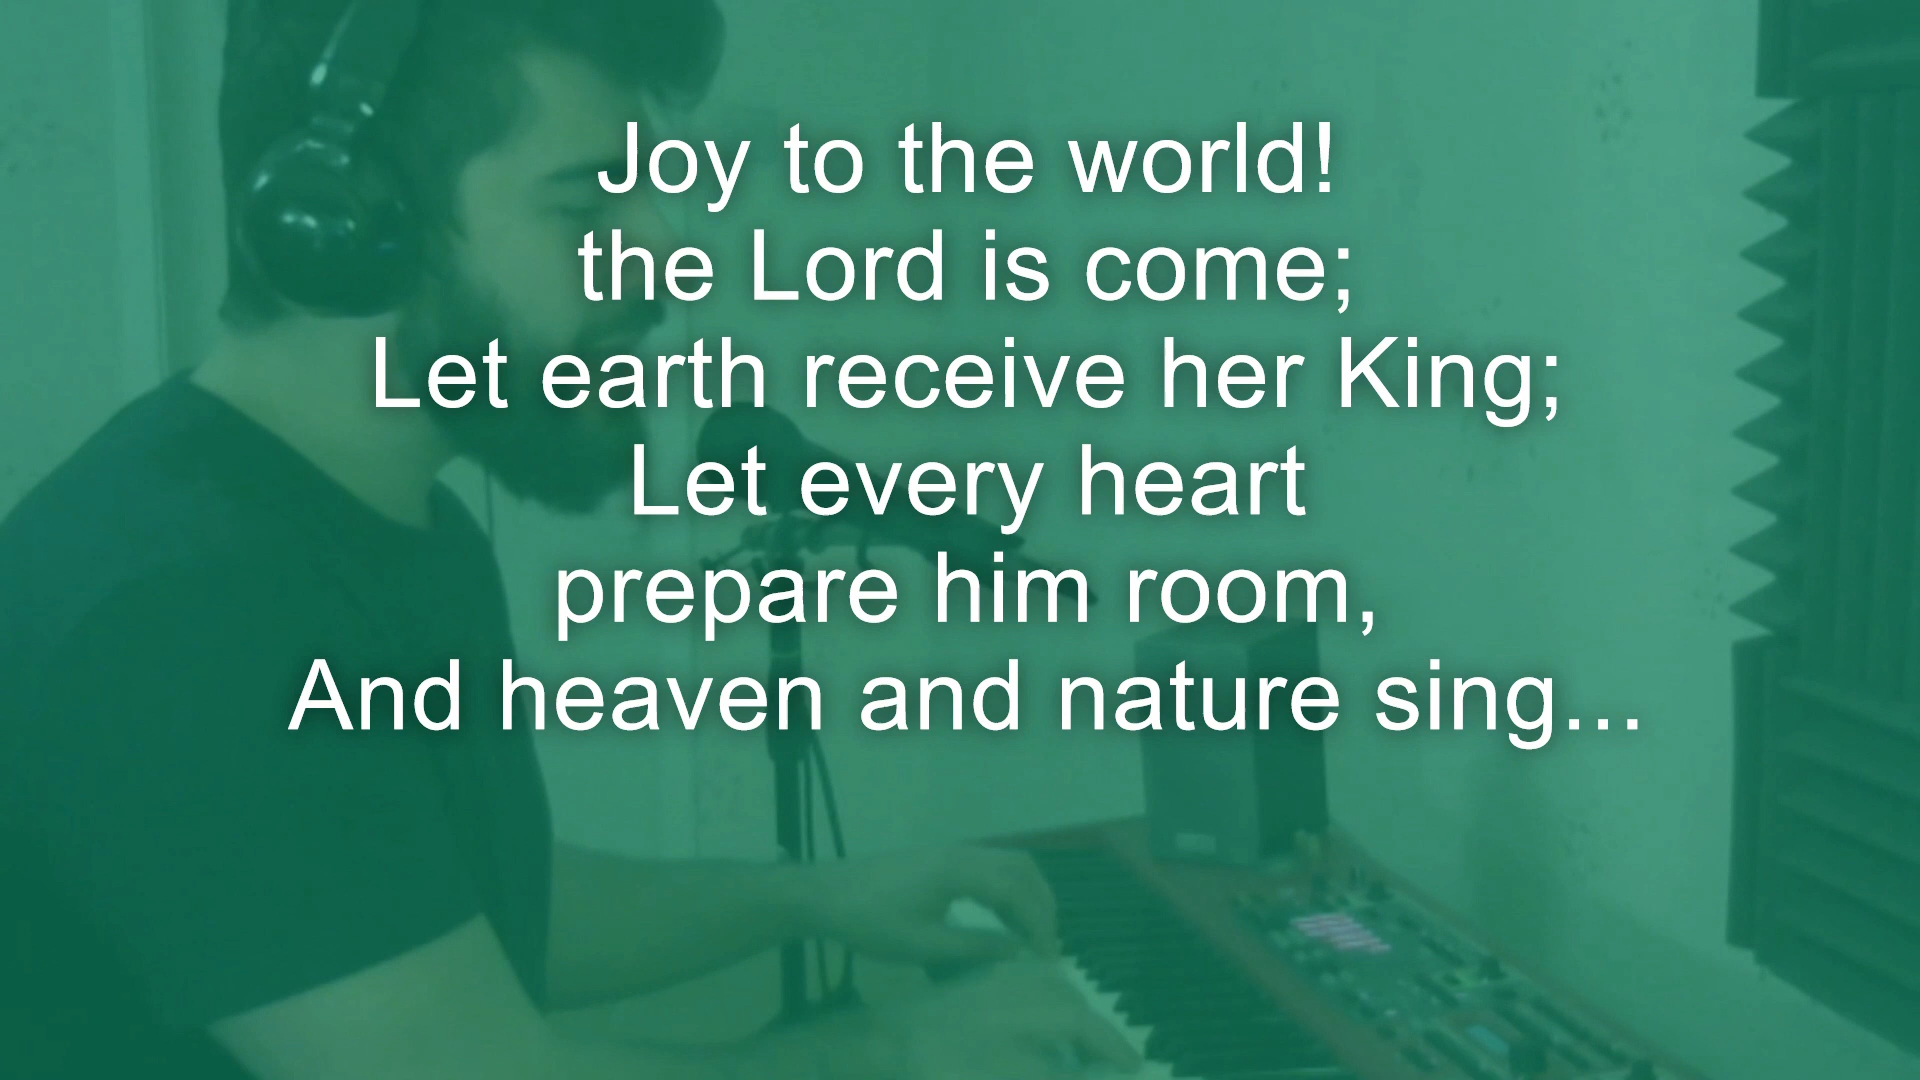 Joy to the world!
the Lord is come;
Let earth receive her King;
Let every heart
prepare him room,
And heaven and nature sing...